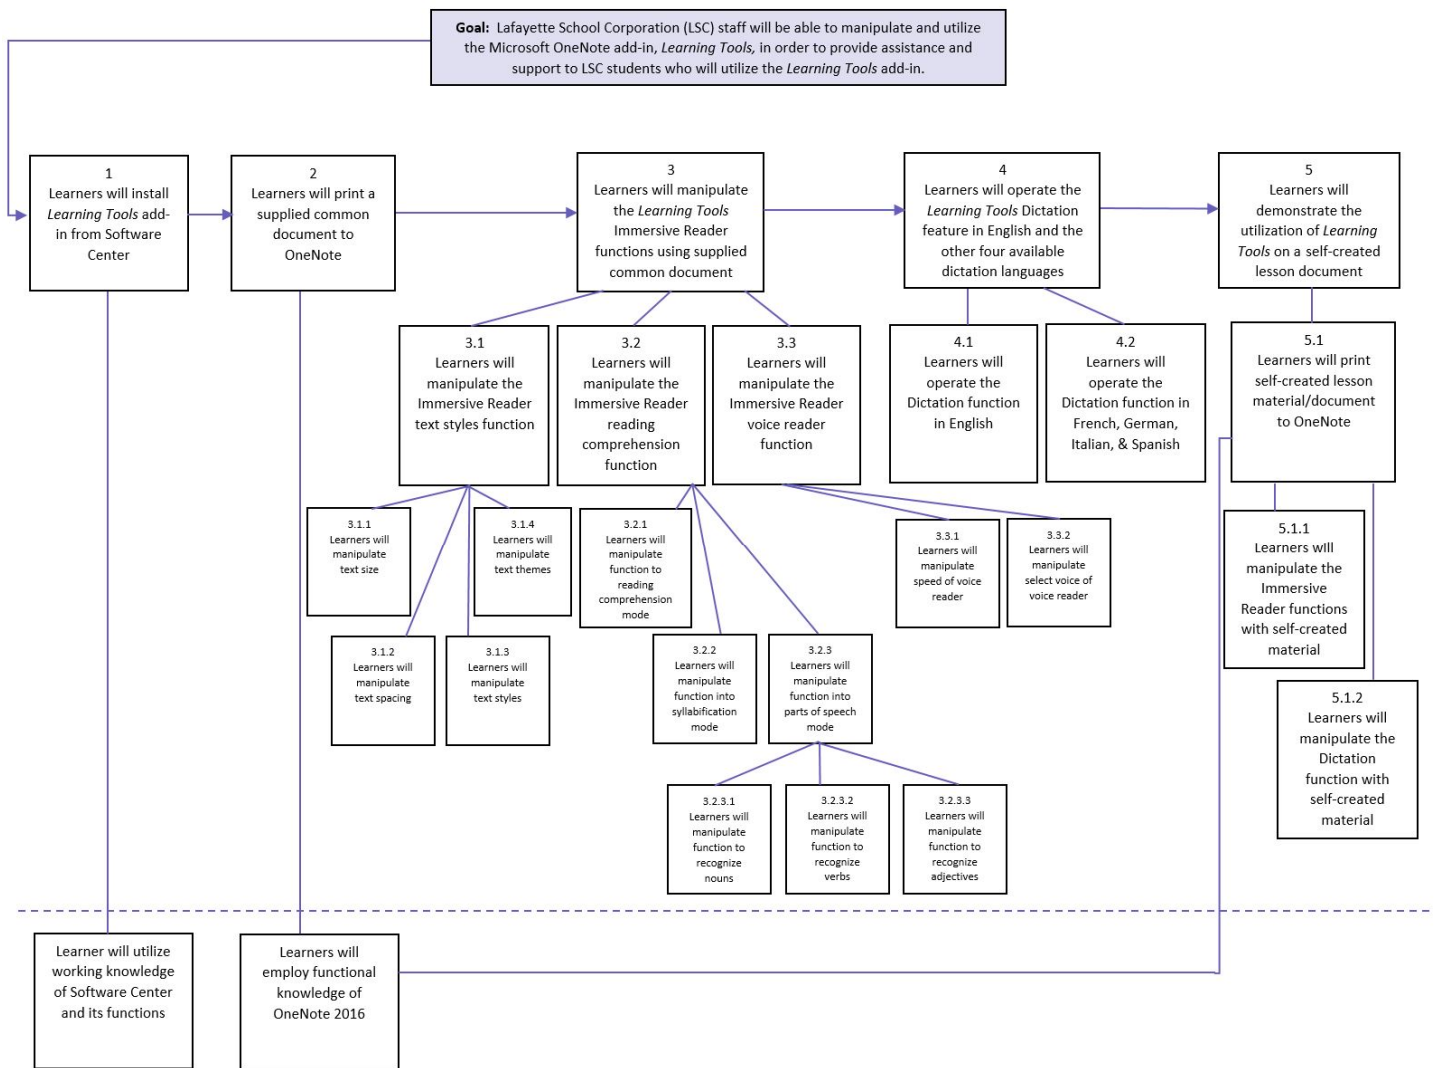 Goal: Lafayette School Corporation (LSC) staff will be able to manipulate and utilize
the Microsoft OneNote add-in, Learning Tools, in order to provide assistance and
support to LSC students who will utilize the Learning Tools add-in.
1
Learners will install
Learning Tools add-
in from Software
Center
2
Learners will print a
supplied common
document to
OneNote
3
Learners will manipulate
the Learning Tools
Immersive Reader
functions using supplied
common document
4
Learners will operate the
Learning Tools Dictation
feature in English and the
other four available
dictation languages
5
Learners will
demonstrate the
utilization of Learning
Tools on a self-created
lesson document
3.1
Learners will
manipulate the
Immersive Reader
text styles function
3.2
Learners will
manipulate the
Immersive Reader
reading
comprehension
function
3.3
Learners will
manipulate the
Immersive Reader
voice reader
function
4.1
Learners will
operate the
Dictation function
in English
4.2
Learners will
operate the
Dictation function in
French, German,
Italian, & Spanish
5.1
Learners will print
self-created lesson
material/document
to OneNote
3.1.1
Learners will
manipulate
text size
3.1.4
Learners will
manipulate
text themes
3.2.1
Learners will
manipulate
function to
reading
comprehension
mode
3.3.1
Learners will
manipulate
speed of voice
reader
3.3.2
Learners will
manipulate
select voice of
voice reader
5.1.1
Learners will
manipulate the
Immersive
Reader functions
with self-created
material
3.1.2
Learners will
manipulate
text spacing
3.1.3
Learners will
manipulate
text styles
3.2.2
Learners will
manipulate
function into
syllabification
mode
3.2.3
Learners will
manipulate
function into
parts of speech
mode
5.1.2
Learners will
manipulate the
Dictation
function with
self-created
material
3.2.3.1
Learners will
manipulate
function to
recognize
nouns
3.2.3.2
Learners will
manipulate
function to
recognize
verbs
3.2.3.3
Learners will
manipulate
function to
recognize
adjectives
Learner will utilize
working knowledge
of Software Center
and its functions
Learners will
employ functional
knowledge of
OneNote 2016